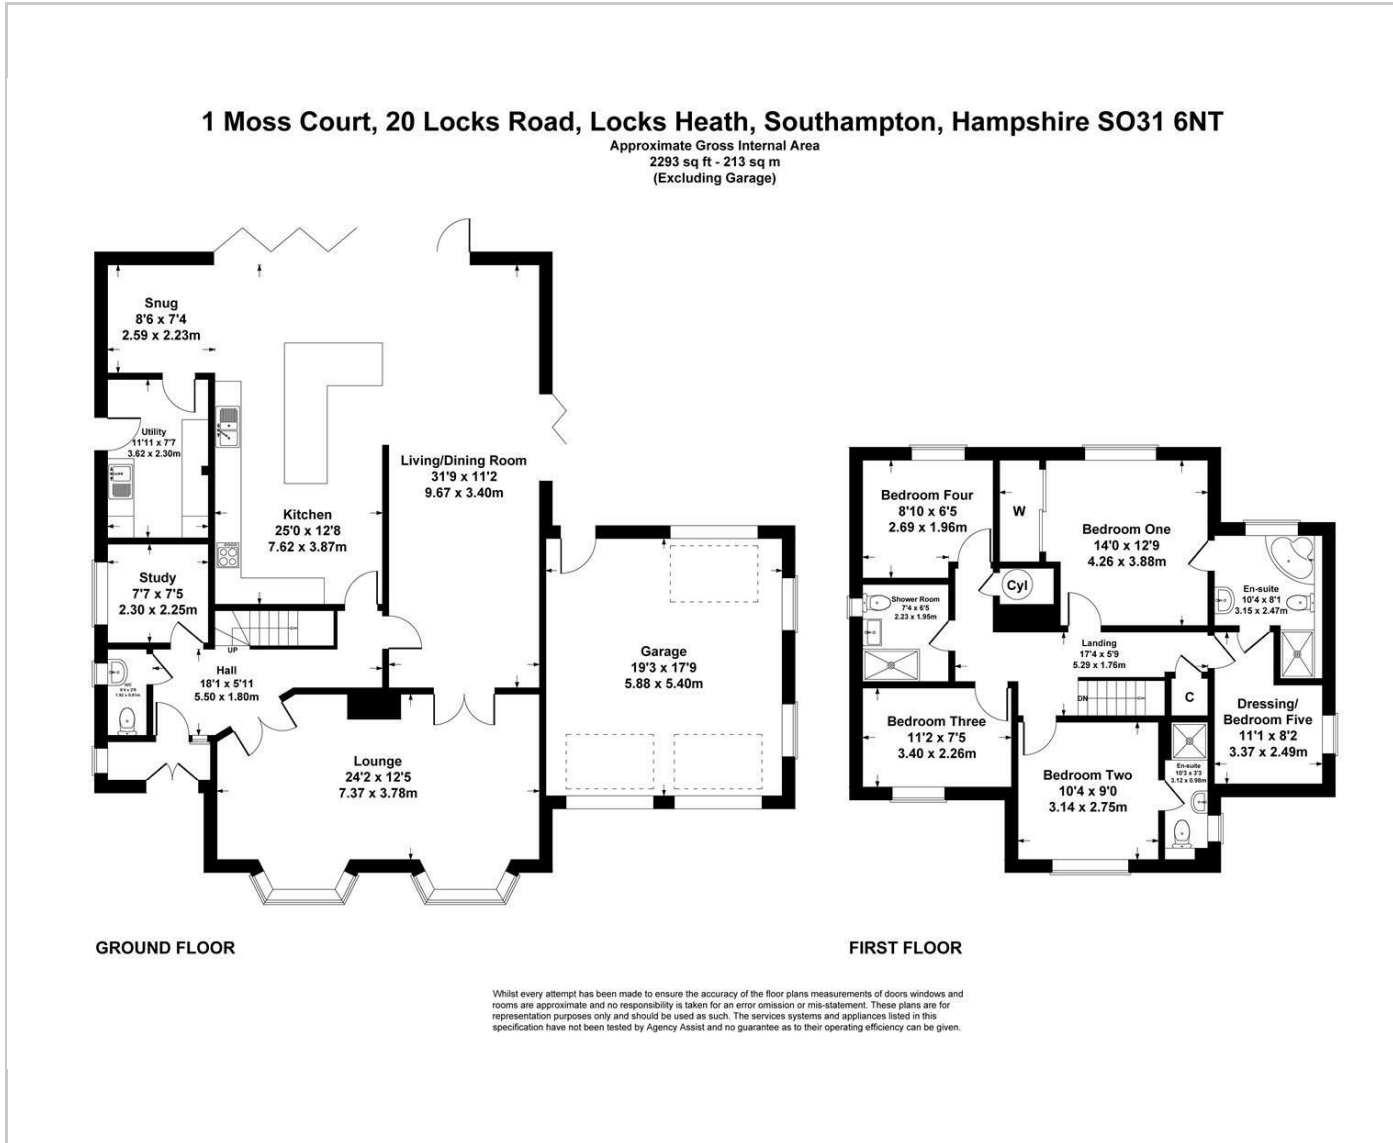 1 Moss Court, 20 Locks Road, Locks Heath, Southampton, Hampshire SO31 6NT
Approximate Gross Internal Area
2293 sq ft - 213 sq m
(Excluding Garage)
Snug
8'6 x 7'4
2.59 x 2.23m
Utility
11'11 x 7'7
3.62 x 2.30m
Living/Dining Room
31'9 x 11'2
9.67 x 3.40m
Kitchen
25'0 x 12'8
7.62 x 3.87m
Study
7'7 x 7'5
2.30 x 2.25m
UP
Hall
18'1 x 5'11
5.50 x 1.80m
WC
Garage
19'3 x 17'9
5.88 x 5.40m
Lounge
24'2 x 12'5
7.37 x 3.78m
GROUND FLOOR
Bedroom Four
8'10 x 6'5
2.69 x 1.96m
W
Bedroom One
14'0 x 12'9
4.26 x 3.88m
Cyl
En-suite
10'4 x 8'1
3.15 x 2.47m
Shower Room
7'4 x 6'5
2.23 x 1.95m
Landing
17'4 x 5'9
5.29 x 1.76m
DN
C
Dressing/
Bedroom Five
11'1 x 8'2
3.37 x 2.49m
Bedroom Three
11'2 x 7'5
3.40 x 2.26m
Bedroom Two
10'4 x 9'0
3.14 x 2.75m
En-suite
10'3 x 3'3
3.12 x 0.98m
FIRST FLOOR
Whilst every attempt has been made to ensure the accuracy of the floor plans measurements of doors windows and
rooms are approximate and no responsibility is taken for an error omission or mis-statement. These plans are for
representation purposes only and should be used as such. The services systems and appliances listed in this
specification have not been tested by Agency Assist and no guarantee as to their operating efficiency can be given.